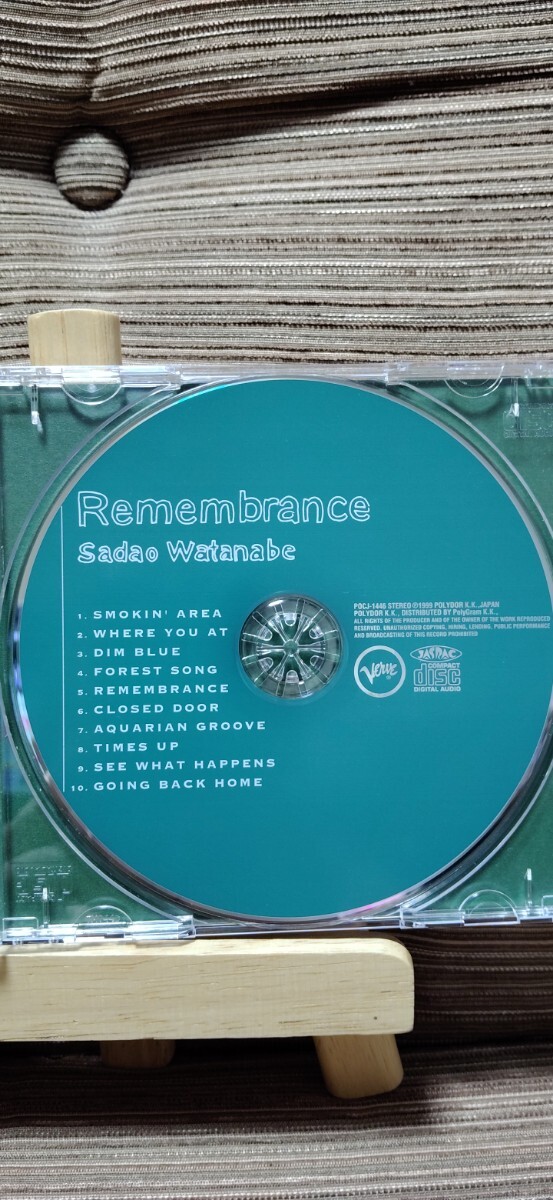 Remembrance
Sadao Watanabe
1. SMOKIN' AREA
2. WHERE YOU AT
3. DIM BLUE
4. FOREST SONG
5. REMEMBRANCE
6. CLOSED DOOR
7. AQUARIAN GROOVE
8. TIMES UP
9. SEE WHAT HAPPENS
10. GOING BACK HOME
POCJ-1446 STEREO Ⓟ1999 POLYDOR K.K., JAPAN
POLYDOR K.K., DISTRIBUTED BY PolyGram K.K.,
ALL RIGHTS OF THE PRODUCER AND OF THE OWNER OF THE WORK REPRODUCED
RESERVED. UNAUTHORIZED COPYING, HIRING, LENDING, PUBLIC PERFORMANCE
AND BROADCASTING OF THIS RECORD PROHIBITED
Verve
JASRAC
COMPACT
disc
DIGITAL AUDIO